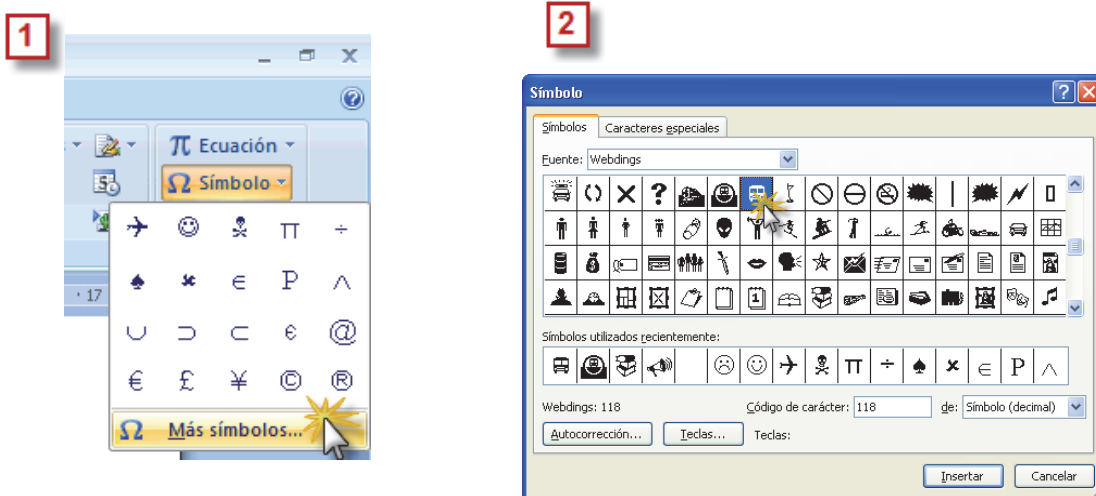 1
Ecuación
Símbolo
π ÷
∈ P ∧
∪ ⊃ ⊂ є @
€ £ ¥ © ®
· 17
Ω Más símbolos...
2
Símbolo
Símbolos Caracteres especiales
Fuente: Webdings
Símbolos utilizados recientemente:
π ÷ ♠ ∈ P ∧
Webdings: 118 Código de carácter: 118 de: Símbolo (decimal)
Autocorrección... Teclas... Teclas:
Insertar Cancelar